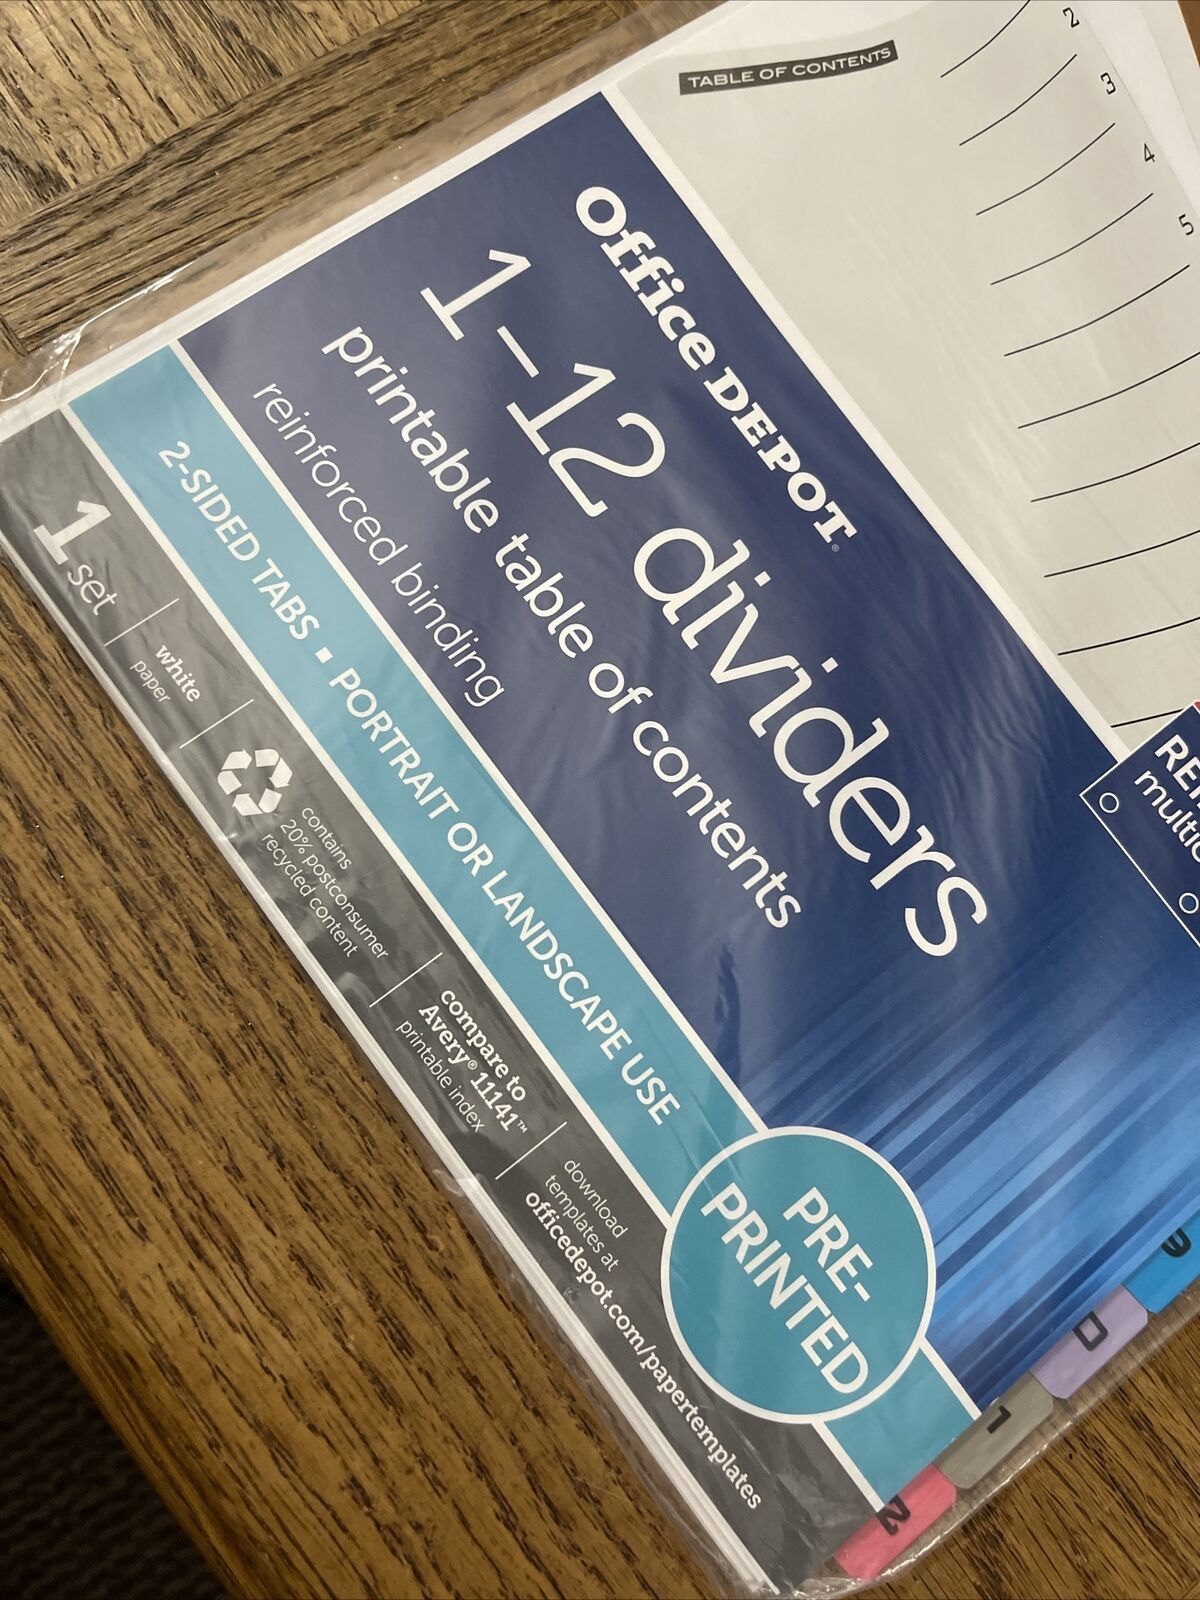 TABLE OF CONTENTS
2
3
4
5
Office DEPOT®
1-12 dividers
printable table of contents
reinforced binding
2-SIDED TABS ▪ PORTRAIT OR LANDSCAPE USE
PRE-
PRINTED
1 set
white
paper
contains
20% postconsumer
recycled content
compare to
Avery® 11141™
printable index
download
templates at
officedepot.com/papertemplates
multi
9